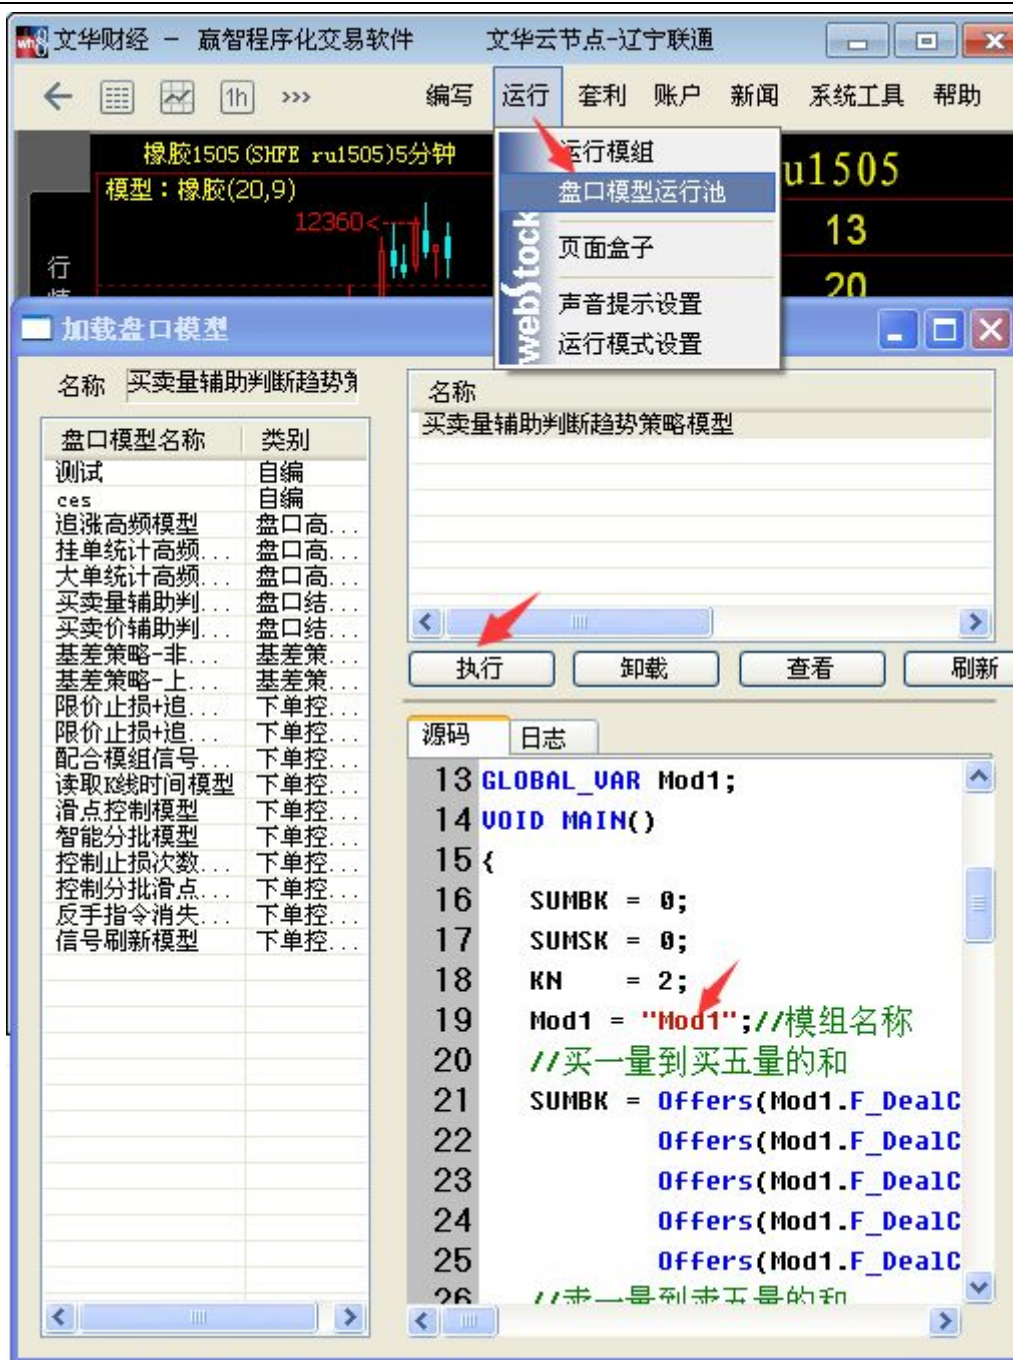 wh8 文华财经 - 赢智程序化交易软件 文华云节点-辽宁联通
1h >>> 编写 运行 套利 账户 新闻 系统工具 帮助
橡胶1505(SHFE ru1505)5分钟
模型：橡胶(20,9)
12360<
行
运行模组
盘口模型运行池
页面盒子
声音提示设置
运行模式设置
webStock
u1505
13
20
加载盘口模型
名称 买卖量辅助判断趋势
盘口模型名称 类别
测试 自编
ces 自编
追涨高频模型 盘口高...
挂单统计高频... 盘口高...
大单统计高频... 盘口高...
买卖量辅助判... 盘口结...
买卖价辅助判... 盘口结...
基差策略-非... 基差策...
基差策略-上... 基差策...
限价止损+追... 下单控...
限价止损+追... 下单控...
配合模组信号... 下单控...
读取K线时间模型 下单控...
滑点控制模型 下单控...
智能分批模型 下单控...
控制止损次数... 下单控...
控制分批滑点... 下单控...
反手指令消失... 下单控...
信号刷新模型 下单控...
名称
买卖量辅助判断趋势策略模型
执行 卸载 查看 刷新
源码 日志
13 GLOBAL_VAR Mod1;
14 VOID MAIN()
15 {
16 SUMBK = 0;
17 SUMSK = 0;
18 KN = 2;
19 Mod1 = "Mod1";//模组名称
20 //买一量到买五量的和
21 SUMBK = Offers(Mod1.F_DealC
22 Offers(Mod1.F_DealC
23 Offers(Mod1.F_DealC
24 Offers(Mod1.F_DealC
25 Offers(Mod1.F_DealC
26 //卖一量到卖五量的和